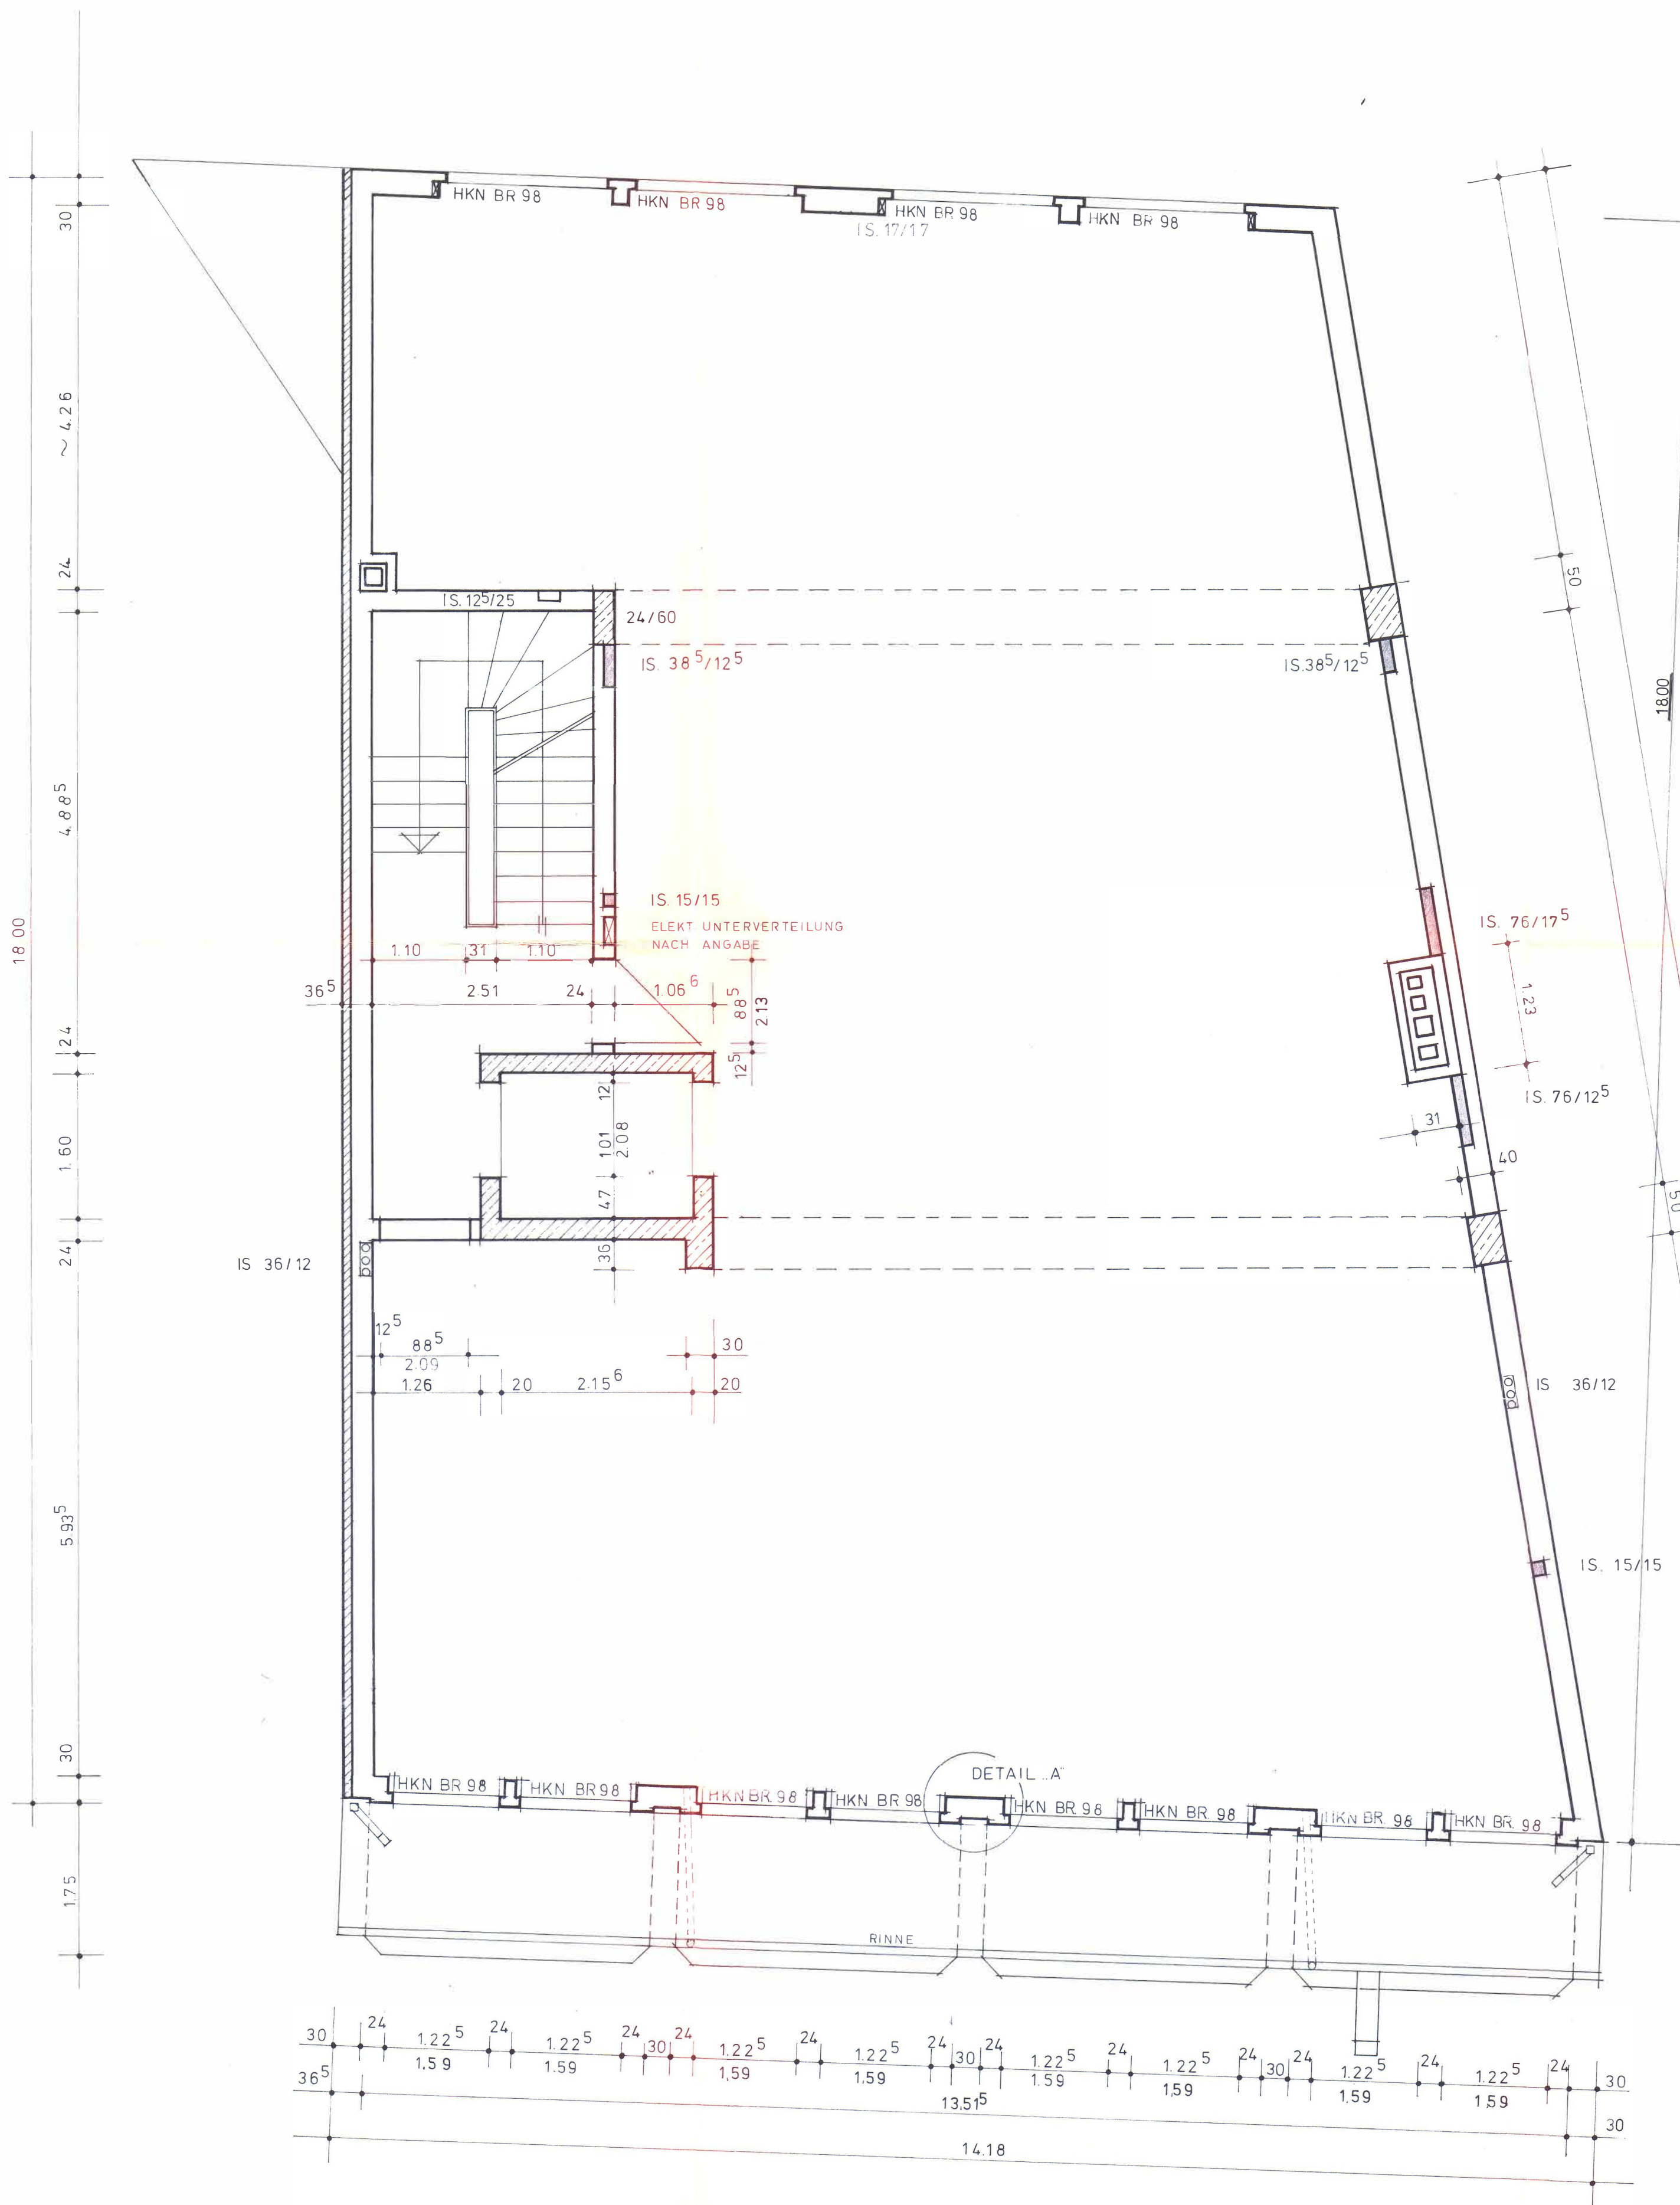 HKN BR 98
HKN BR 98
HKN BR 98
HKN BR 98
IS. 17/17
30
~ 4.26
24
4.88⁵
24
1.60
24
5.93⁵
30
1.75
18 00
IS. 12⁵/25
24/60
IS. 38⁵/12⁵
IS.38⁵/12⁵
50
18.00
IS. 15/15
ELEKT. UNTERVERTEILUNG
NACH ANGABE
1.10
31
1.10
36⁵
2.51
24
1.06⁶
88⁵
2.13
12⁵
IS. 76/17⁵
1.23
IS. 76/12⁵
31
40
50
12
1.01
2.08
47
36
IS 36/12
12⁵
88⁵
2.09
1.26
20
2.15⁶
30
20
IS 36/12
IS. 15/15
DETAIL „A"
HKN BR 98
HKN BR 98
HKN BR. 98
HKN BR 98
HKN BR. 98
HKN BR. 98
HKN BR. 98
HKN BR. 98
RINNE
30 24 1.22⁵ 24 1.22⁵ 24 30 24 1.22⁵ 24 1.22⁵ 24 30 24 1.22⁵ 24 1.22⁵ 24 30 24 1.22⁵ 24 1.22⁵ 24 30
1,59 1.59 1,59 1.59 1.59 1,59 1.59 1,59
36⁵ 13.51⁵ 30
14.18